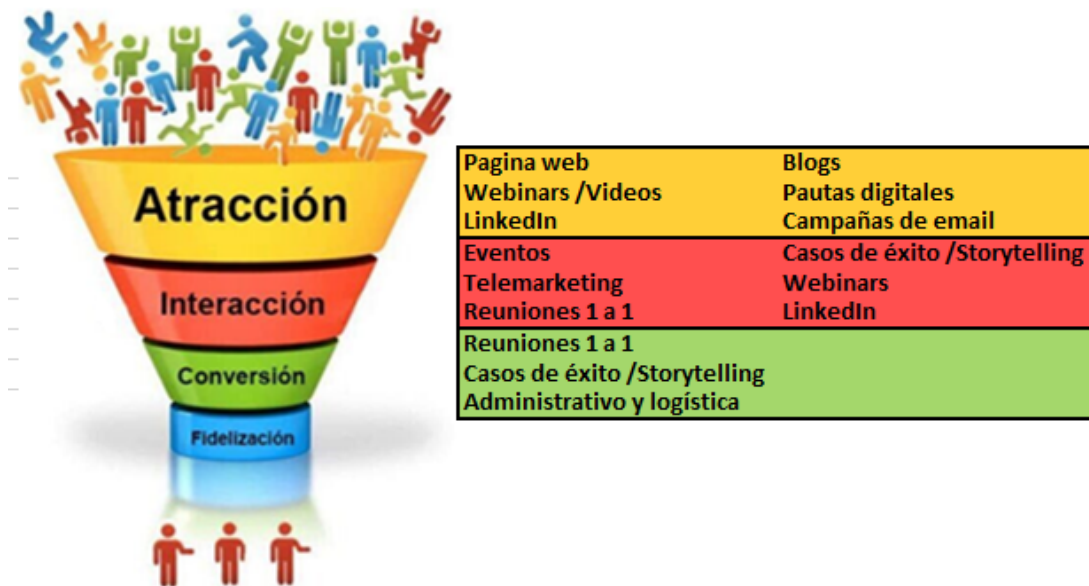 Atracción
Interacción
Conversión
Fidelización
Pagina web
Blogs
Webinars /Videos
Pautas digitales
LinkedIn
Campañas de email
Eventos
Casos de éxito /Storytelling
Telemarketing
Webinars
Reuniones 1 a 1
LinkedIn
Reuniones 1 a 1
Casos de éxito /Storytelling
Administrativo y logística